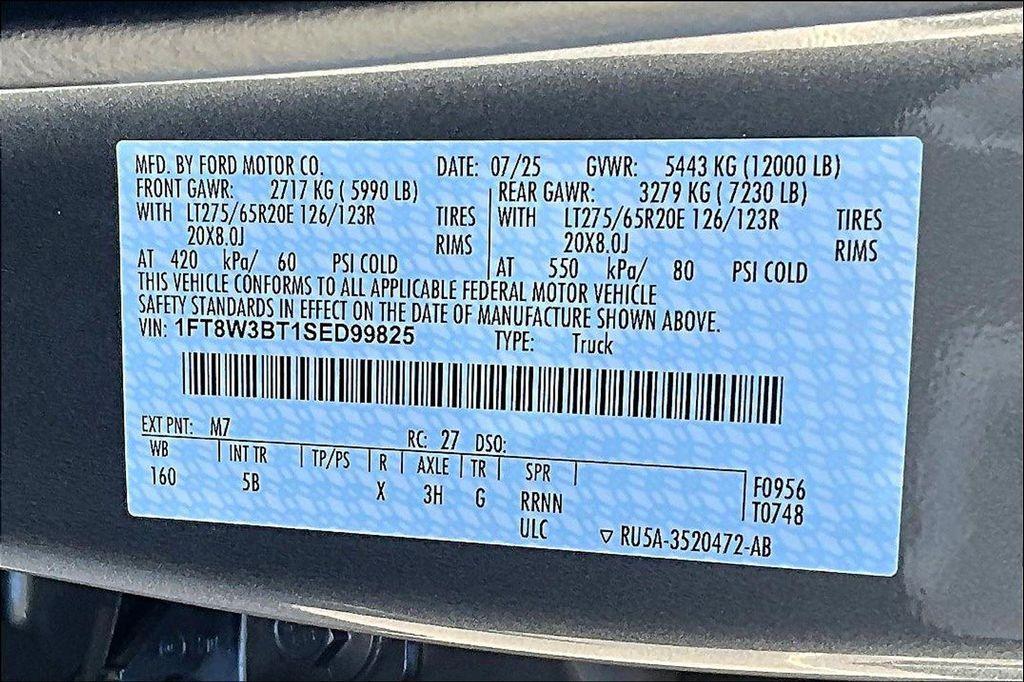 MFD. BY FORD MOTOR CO. DATE: 07/25 GVWR: 5443 KG (12000 LB)
FRONT GAWR: 2717 KG ( 5990 LB) REAR GAWR: 3279 KG ( 7230 LB)
WITH LT275/65R20E 126/123R TIRES WITH LT275/65R20E 126/123R TIRES
20X8.0J RIMS 20X8.0J RIMS
AT 420 kPa/ 60 PSI COLD AT 550 kPa/ 80 PSI COLD
THIS VEHICLE CONFORMS TO ALL APPLICABLE FEDERAL MOTOR VEHICLE
SAFETY STANDARDS IN EFFECT ON THE DATE OF MANUFACTURE SHOWN ABOVE.
VIN: 1FT8W3BT1SED99825 TYPE: Truck
EXT PNT: M7 RC: 27 DSO:
WB INT TR TP/PS R AXLE TR SPR
160 5B X 3H G RRNN
ULC
F0956
T0748
▽ RU5A-3520472-AB